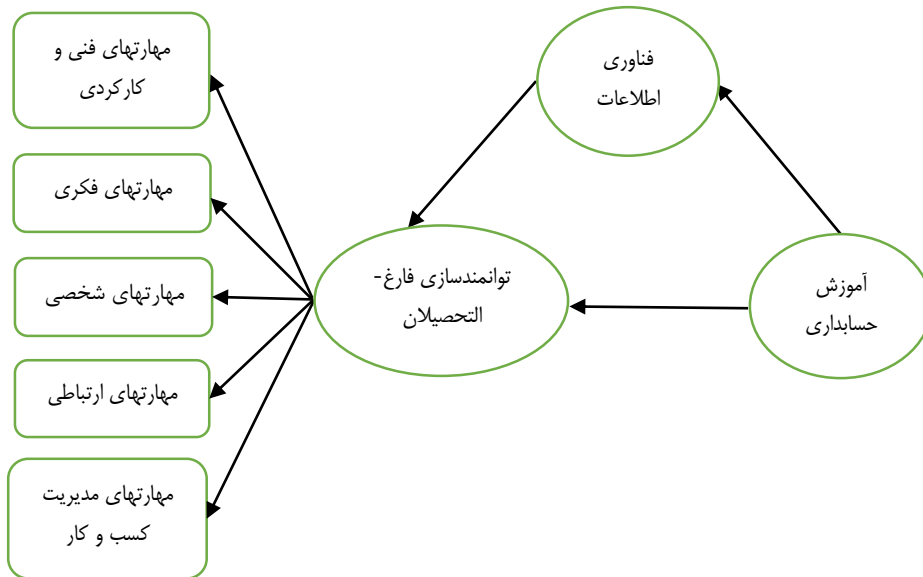 مهارتهای فنی و
کارکردی
فناوری
اطلاعات
مهارتهای فکری
توانمندسازی فارغ-
التحصیلان
آموزش
حسابداری
مهارتهای شخصی
مهارتهای ارتباطی
مهارتهای مدیریت
کسب و کار